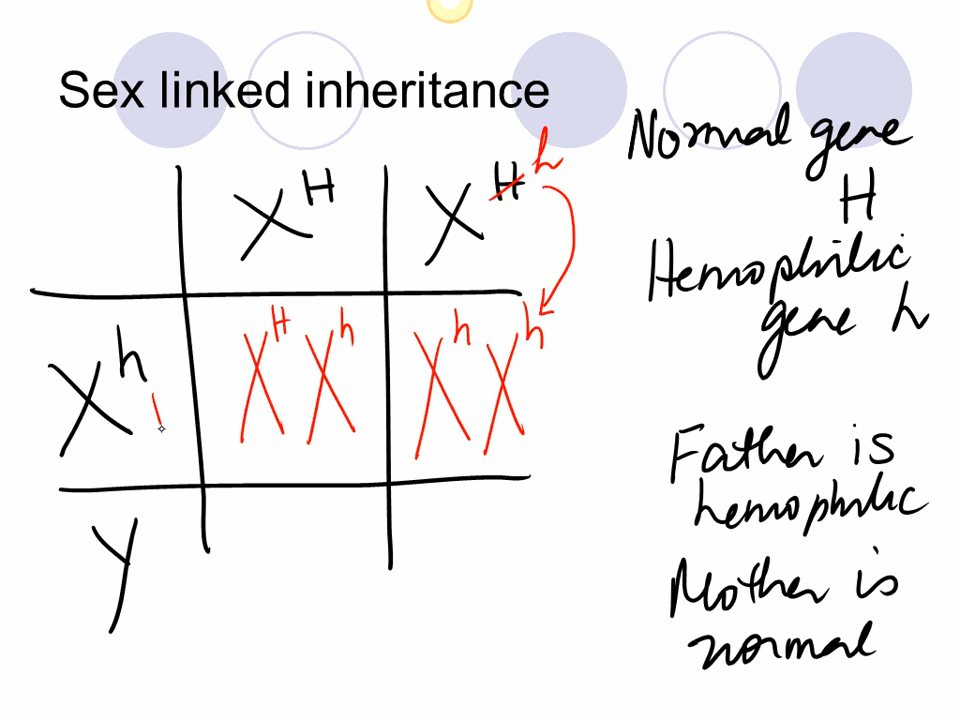 Sex linked inheritance
Normal gene
H
Hemophilic
gene h
X^H X^H h
X^h X^H X^h X^h X^h
y
Father is
hemophilic
Mother is
normal